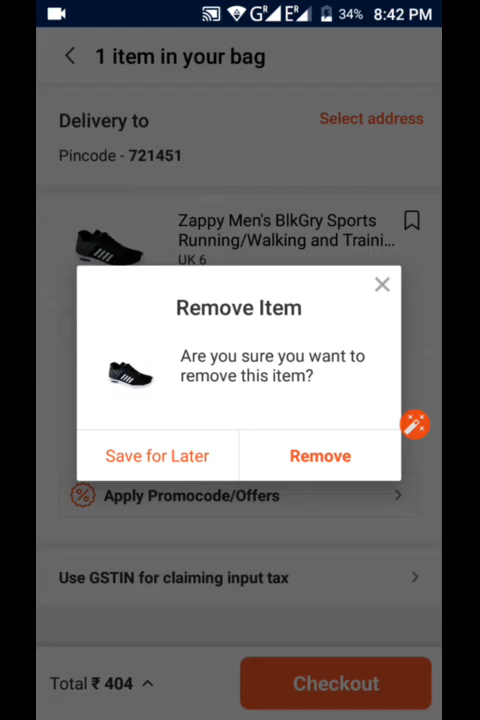 GR ER 34% 8:42 PM
1 item in your bag
Delivery to
Select address
Pincode - 721451
Zappy Men's BlkGry Sports
Running/Walking and Traini...
UK 6
Remove Item
Are you sure you want to
remove this item?
Save for Later
Remove
Apply Promocode/Offers
Use GSTIN for claiming input tax
Total ₹ 404
Checkout